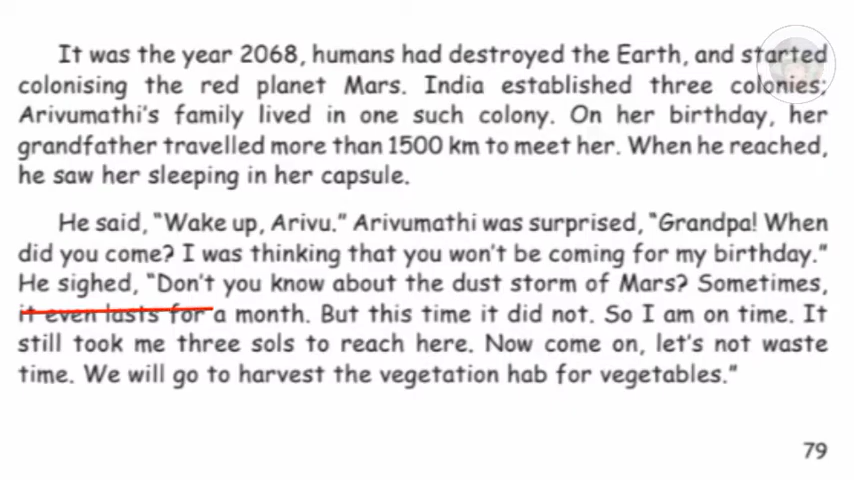 It was the year 2068, humans had destroyed the Earth, and started
colonising the red planet Mars. India established three colonies;
Arivumathi's family lived in one such colony. On her birthday, her
grandfather travelled more than 1500 km to meet her. When he reached,
he saw her sleeping in her capsule.
He said, "Wake up, Arivu." Arivumathi was surprised, "Grandpa! When
did you come? I was thinking that you won't be coming for my birthday."
He sighed, "Don't you know about the dust storm of Mars? Sometimes,
it even lasts for a month. But this time it did not. So I am on time. It
still took me three sols to reach here. Now come on, let's not waste
time. We will go to harvest the vegetation hab for vegetables."
79